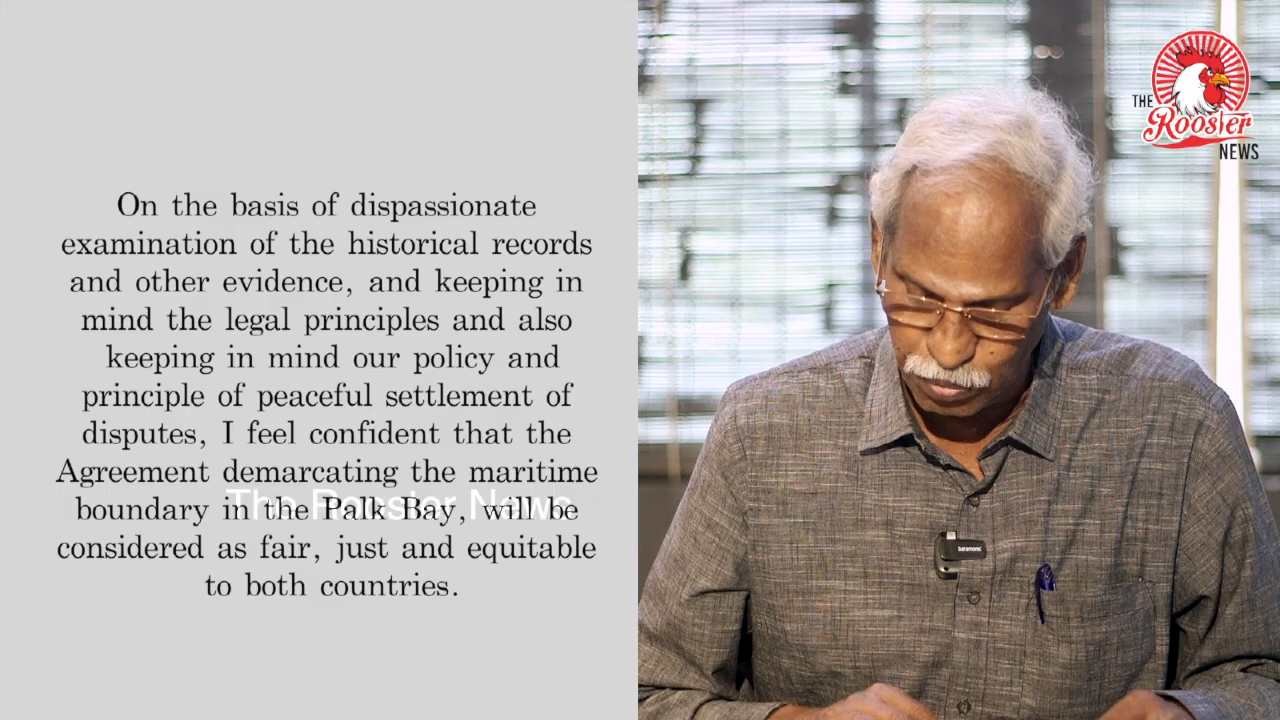 On the basis of dispassionate
examination of the historical records
and other evidence, and keeping in
mind the legal principles and also
keeping in mind our policy and
principle of peaceful settlement of
disputes, I feel confident that the
Agreement demarcating the maritime
boundary in the Palk Bay, will be
considered as fair, just and equitable
to both countries.
The Rooster News
THE
Rooster
NEWS
Saramonic